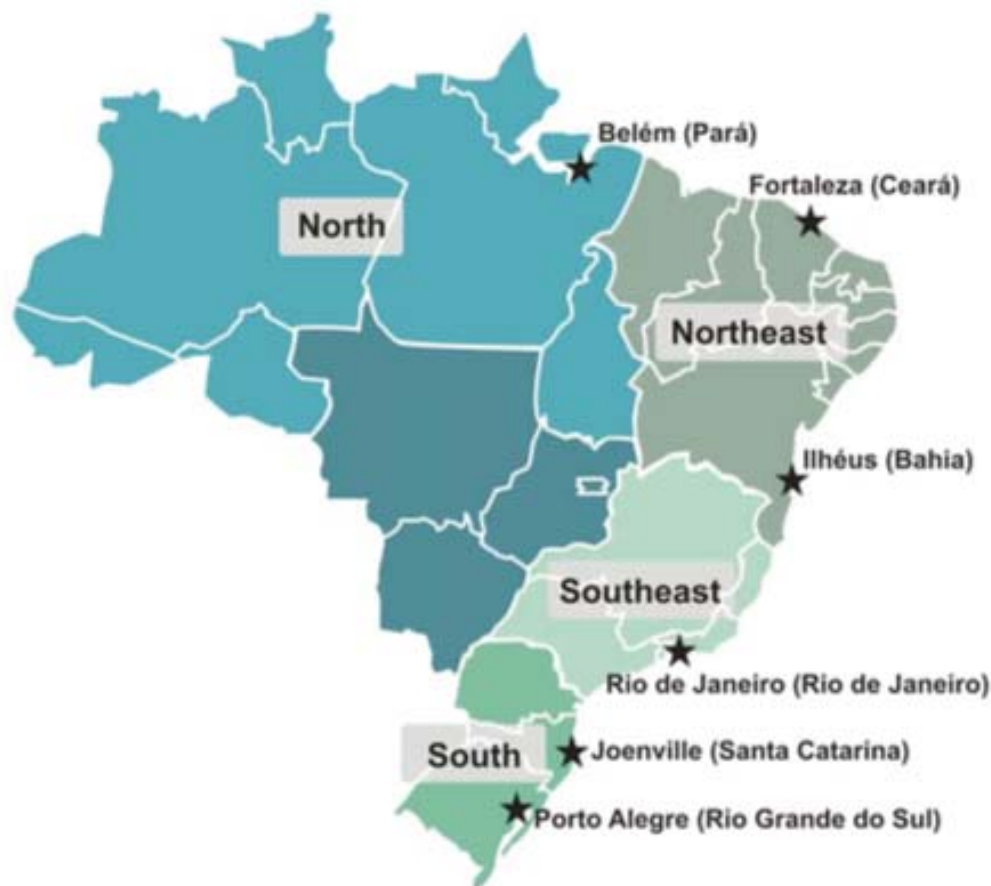 Belém (Pará)
Fortaleza (Ceará)
North
Northeast
Ilhéus (Bahia)
Southeast
Rio de Janeiro (Rio de Janeiro)
South
Joenville (Santa Catarina)
Porto Alegre (Rio Grande do Sul)